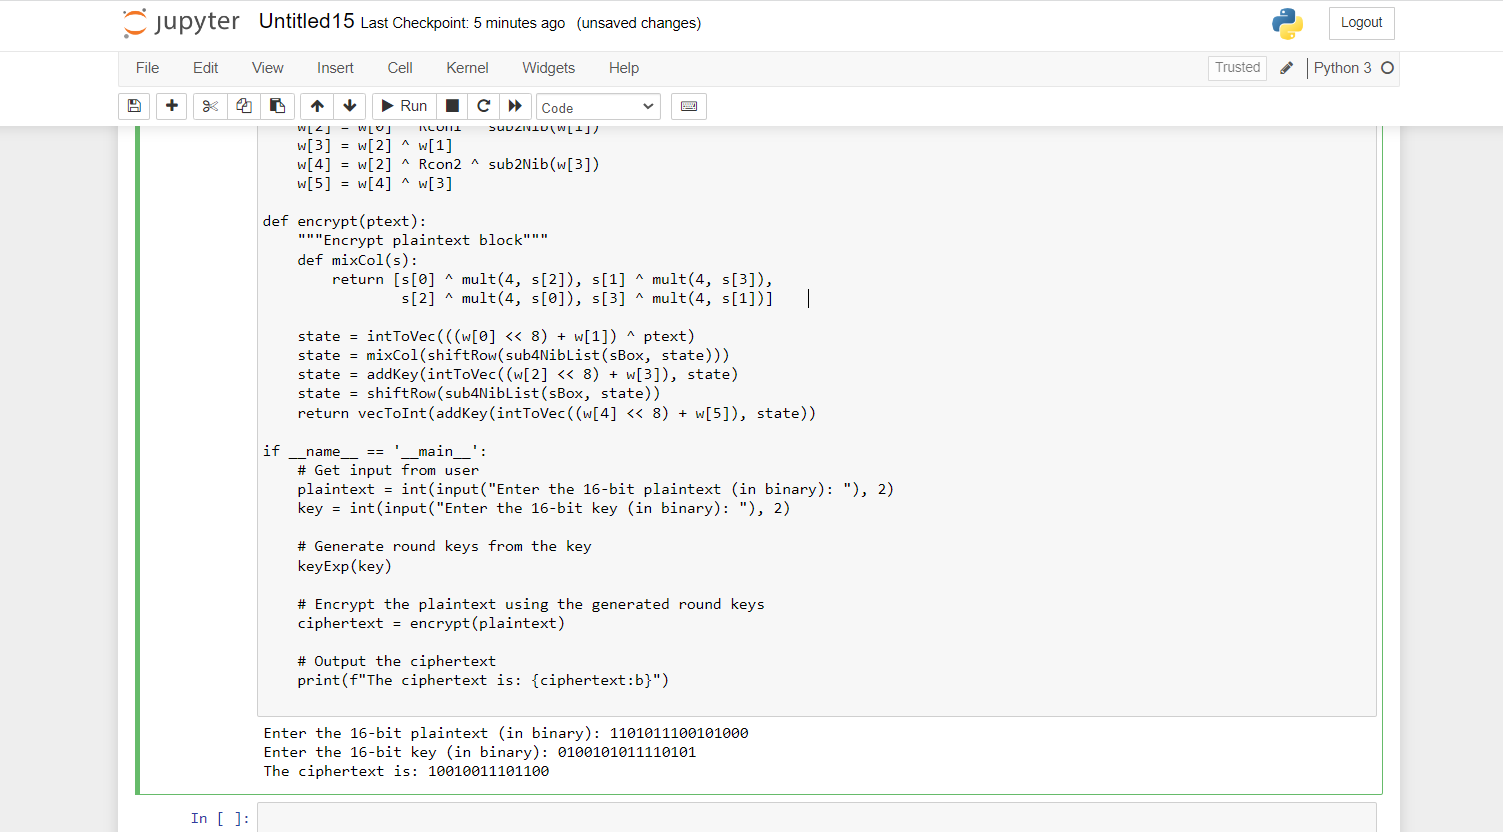 jupyter Untitled15 Last Checkpoint: 5 minutes ago (unsaved changes)
Logout
File Edit View Insert Cell Kernel Widgets Help
Trusted Python 3
Run Code
w[2] = w[0] ^ Rcon1 ^ sub2Nib(w[1])
    w[3] = w[2] ^ w[1]
    w[4] = w[2] ^ Rcon2 ^ sub2Nib(w[3])
    w[5] = w[4] ^ w[3]
def encrypt(ptext):
    """Encrypt plaintext block"""
    def mixCol(s):
        return [s[0] ^ mult(4, s[2]), s[1] ^ mult(4, s[3]),
                s[2] ^ mult(4, s[0]), s[3] ^ mult(4, s[1])]
    state = intToVec(((w[0] << 8) + w[1]) ^ ptext)
    state = mixCol(shiftRow(sub4NibList(sBox, state)))
    state = addKey(intToVec((w[2] << 8) + w[3]), state)
    state = shiftRow(sub4NibList(sBox, state))
    return vecToInt(addKey(intToVec((w[4] << 8) + w[5]), state))
if __name__ == '__main__':
    # Get input from user
    plaintext = int(input("Enter the 16-bit plaintext (in binary): "), 2)
    key = int(input("Enter the 16-bit key (in binary): "), 2)
    # Generate round keys from the key
    keyExp(key)
    # Encrypt the plaintext using the generated round keys
    ciphertext = encrypt(plaintext)
    # Output the ciphertext
    print(f"The ciphertext is: {ciphertext:b}")
Enter the 16-bit plaintext (in binary): 1101011100101000
Enter the 16-bit key (in binary): 0100101011110101
The ciphertext is: 10010011101100
In [ ]: